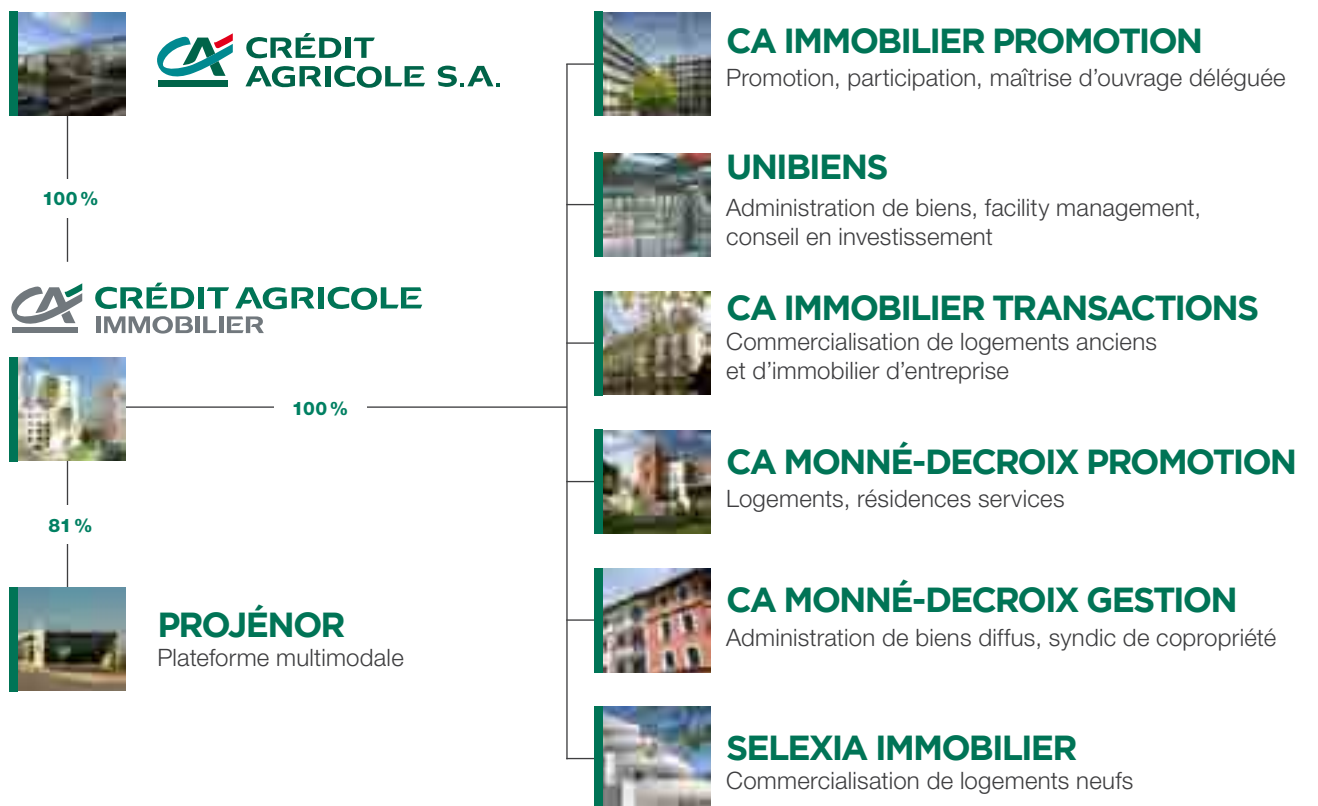 CRÉDIT
AGRICOLE S.A.
100 %
CRÉDIT AGRICOLE
IMMOBILIER
100 %
81 %
PROJÉNOR
Plateforme multimodale
CA IMMOBILIER PROMOTION
Promotion, participation, maîtrise d'ouvrage déléguée
UNIBIENS
Administration de biens, facility management,
conseil en investissement
CA IMMOBILIER TRANSACTIONS
Commercialisation de logements anciens
et d'immobilier d'entreprise
CA MONNÉ-DECROIX PROMOTION
Logements, résidences services
CA MONNÉ-DECROIX GESTION
Administration de biens diffus, syndic de copropriété
SELEXIA IMMOBILIER
Commercialisation de logements neufs